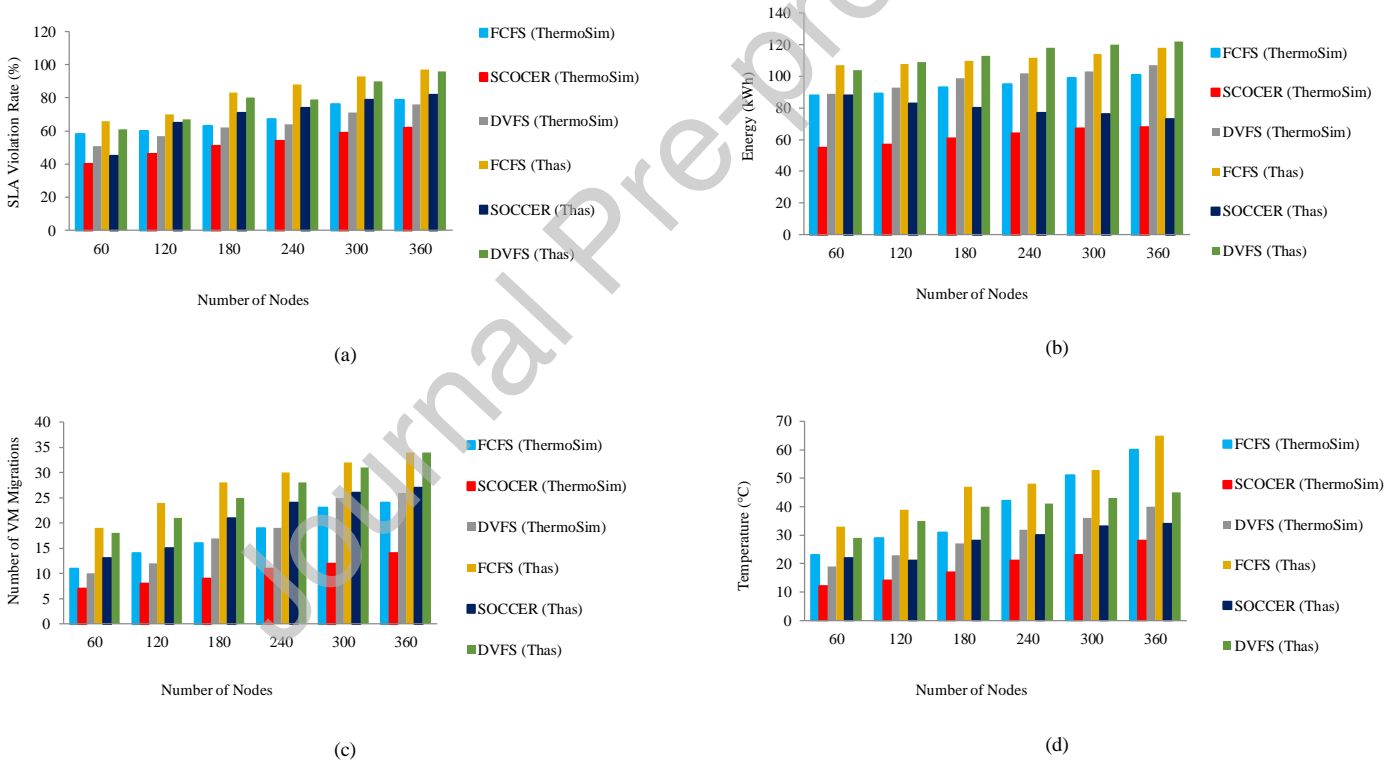 SLA Violation Rate (%)
120
100
80
60
40
20
0
60 120 180 240 300 360
Number of Nodes
FCFS (ThermoSim)
SCOCER (ThermoSim)
DVFS (ThermoSim)
FCFS (Thas)
SOCCER (Thas)
DVFS (Thas)
(a)
Energy (kWh)
140
120
100
80
60
40
20
0
60 120 180 240 300 360
Number of Nodes
FCFS (ThermoSim)
SCOCER (ThermoSim)
DVFS (ThermoSim)
FCFS (Thas)
SOCCER (Thas)
DVFS (Thas)
(b)
Number of VM Migrations
40
35
30
25
20
15
10
5
0
60 120 180 240 300 360
Number of Nodes
FCFS (ThermoSim)
SCOCER (ThermoSim)
DVFS (ThermoSim)
FCFS (Thas)
SOCCER (Thas)
DVFS (Thas)
(c)
Temperature (°C)
70
60
50
40
30
20
10
0
60 120 180 240 300 360
Number of Nodes
FCFS (ThermoSim)
SCOCER (ThermoSim)
DVFS (ThermoSim)
FCFS (Thas)
SOCCER (Thas)
DVFS (Thas)
(d)
Journal Pre-pro